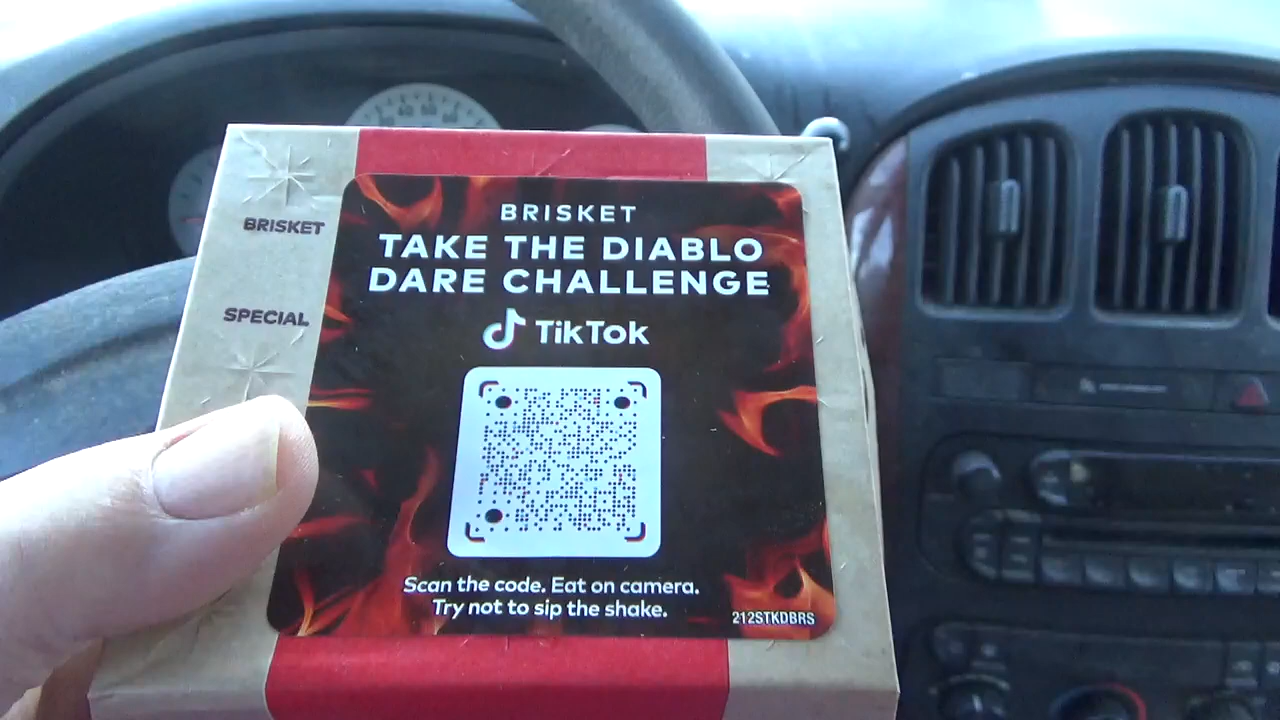 BRISKET
TAKE THE DIABLO
DARE CHALLENGE
TikTok
Scan the code. Eat on camera.
Try not to sip the shake.
212STKDBRS
BRISKET
SPECIAL